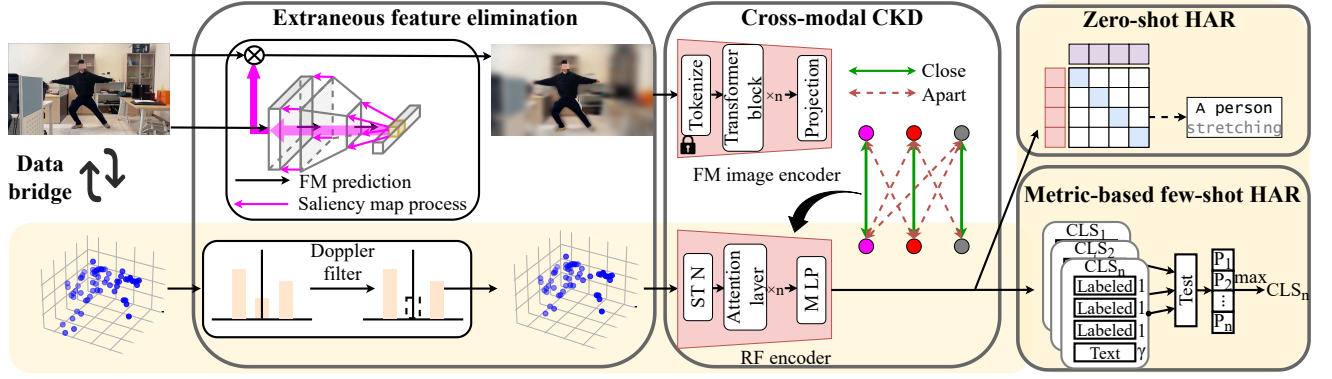 Extraneous feature elimination
Cross-modal CKD
Zero-shot HAR
Data
bridge
FM prediction
Saliency map process
Tokenize
Transformer
block
×n
Projection
FM image encoder
Close
Apart
A person
stretching
Metric-based few-shot HAR
Doppler
filter
STN
Attention
layer
×n
MLP
RF encoder
CLS1
CLS2
CLSn
Labeled 1
Labeled 1
Labeled 1
Text γ
Test
P1
P2
⋮
Pn
max
CLSn